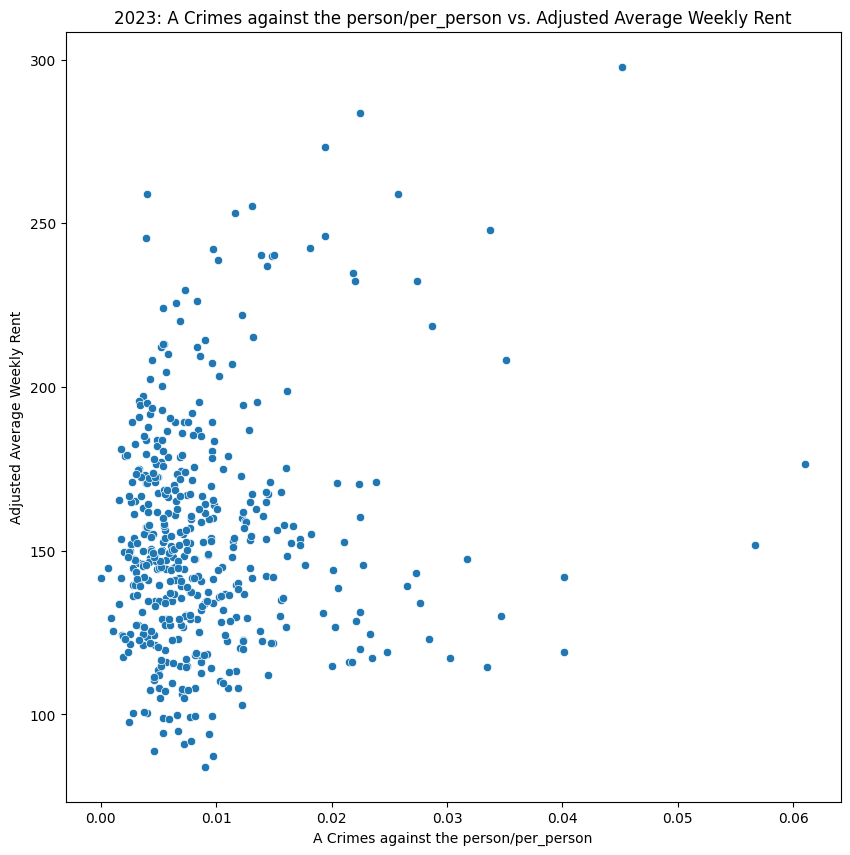 2023: A Crimes against the person/per_person vs. Adjusted Average Weekly Rent
300
250
200
150
100
Adjusted Average Weekly Rent
0.00 0.01 0.02 0.03 0.04 0.05 0.06
A Crimes against the person/per_person